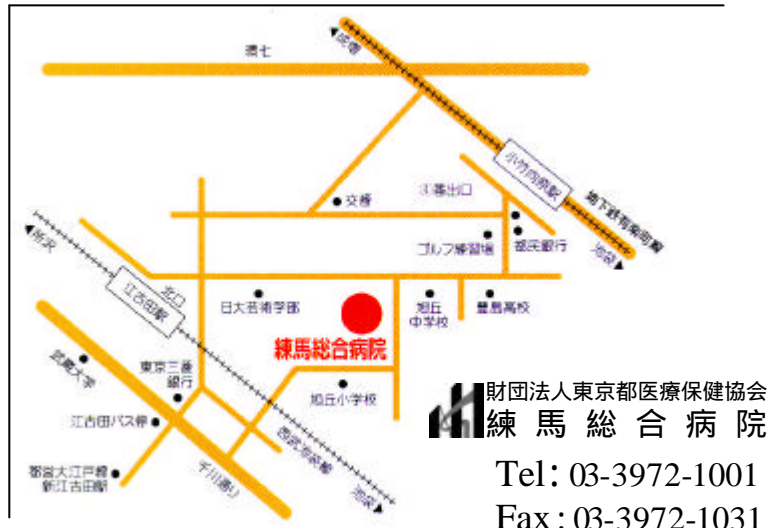 環七
◀成増
小竹向原駅
地下鉄有楽町線
池袋▶
③番出口
交番
ゴルフ練習場
都民銀行
◀所沢
北口
江古田駅
日大芸術学部
旭丘
中学校
豊島高校
練馬総合病院
武蔵大学
東京三菱
銀行
旭丘小学校
江古田バス停
西武池袋線
都営大江戸線
新江古田駅
千川通り
池袋▶
財団法人東京都医療保健協会
練馬総合病院
Tel: 03-3972-1001
Fax : 03-3972-1031